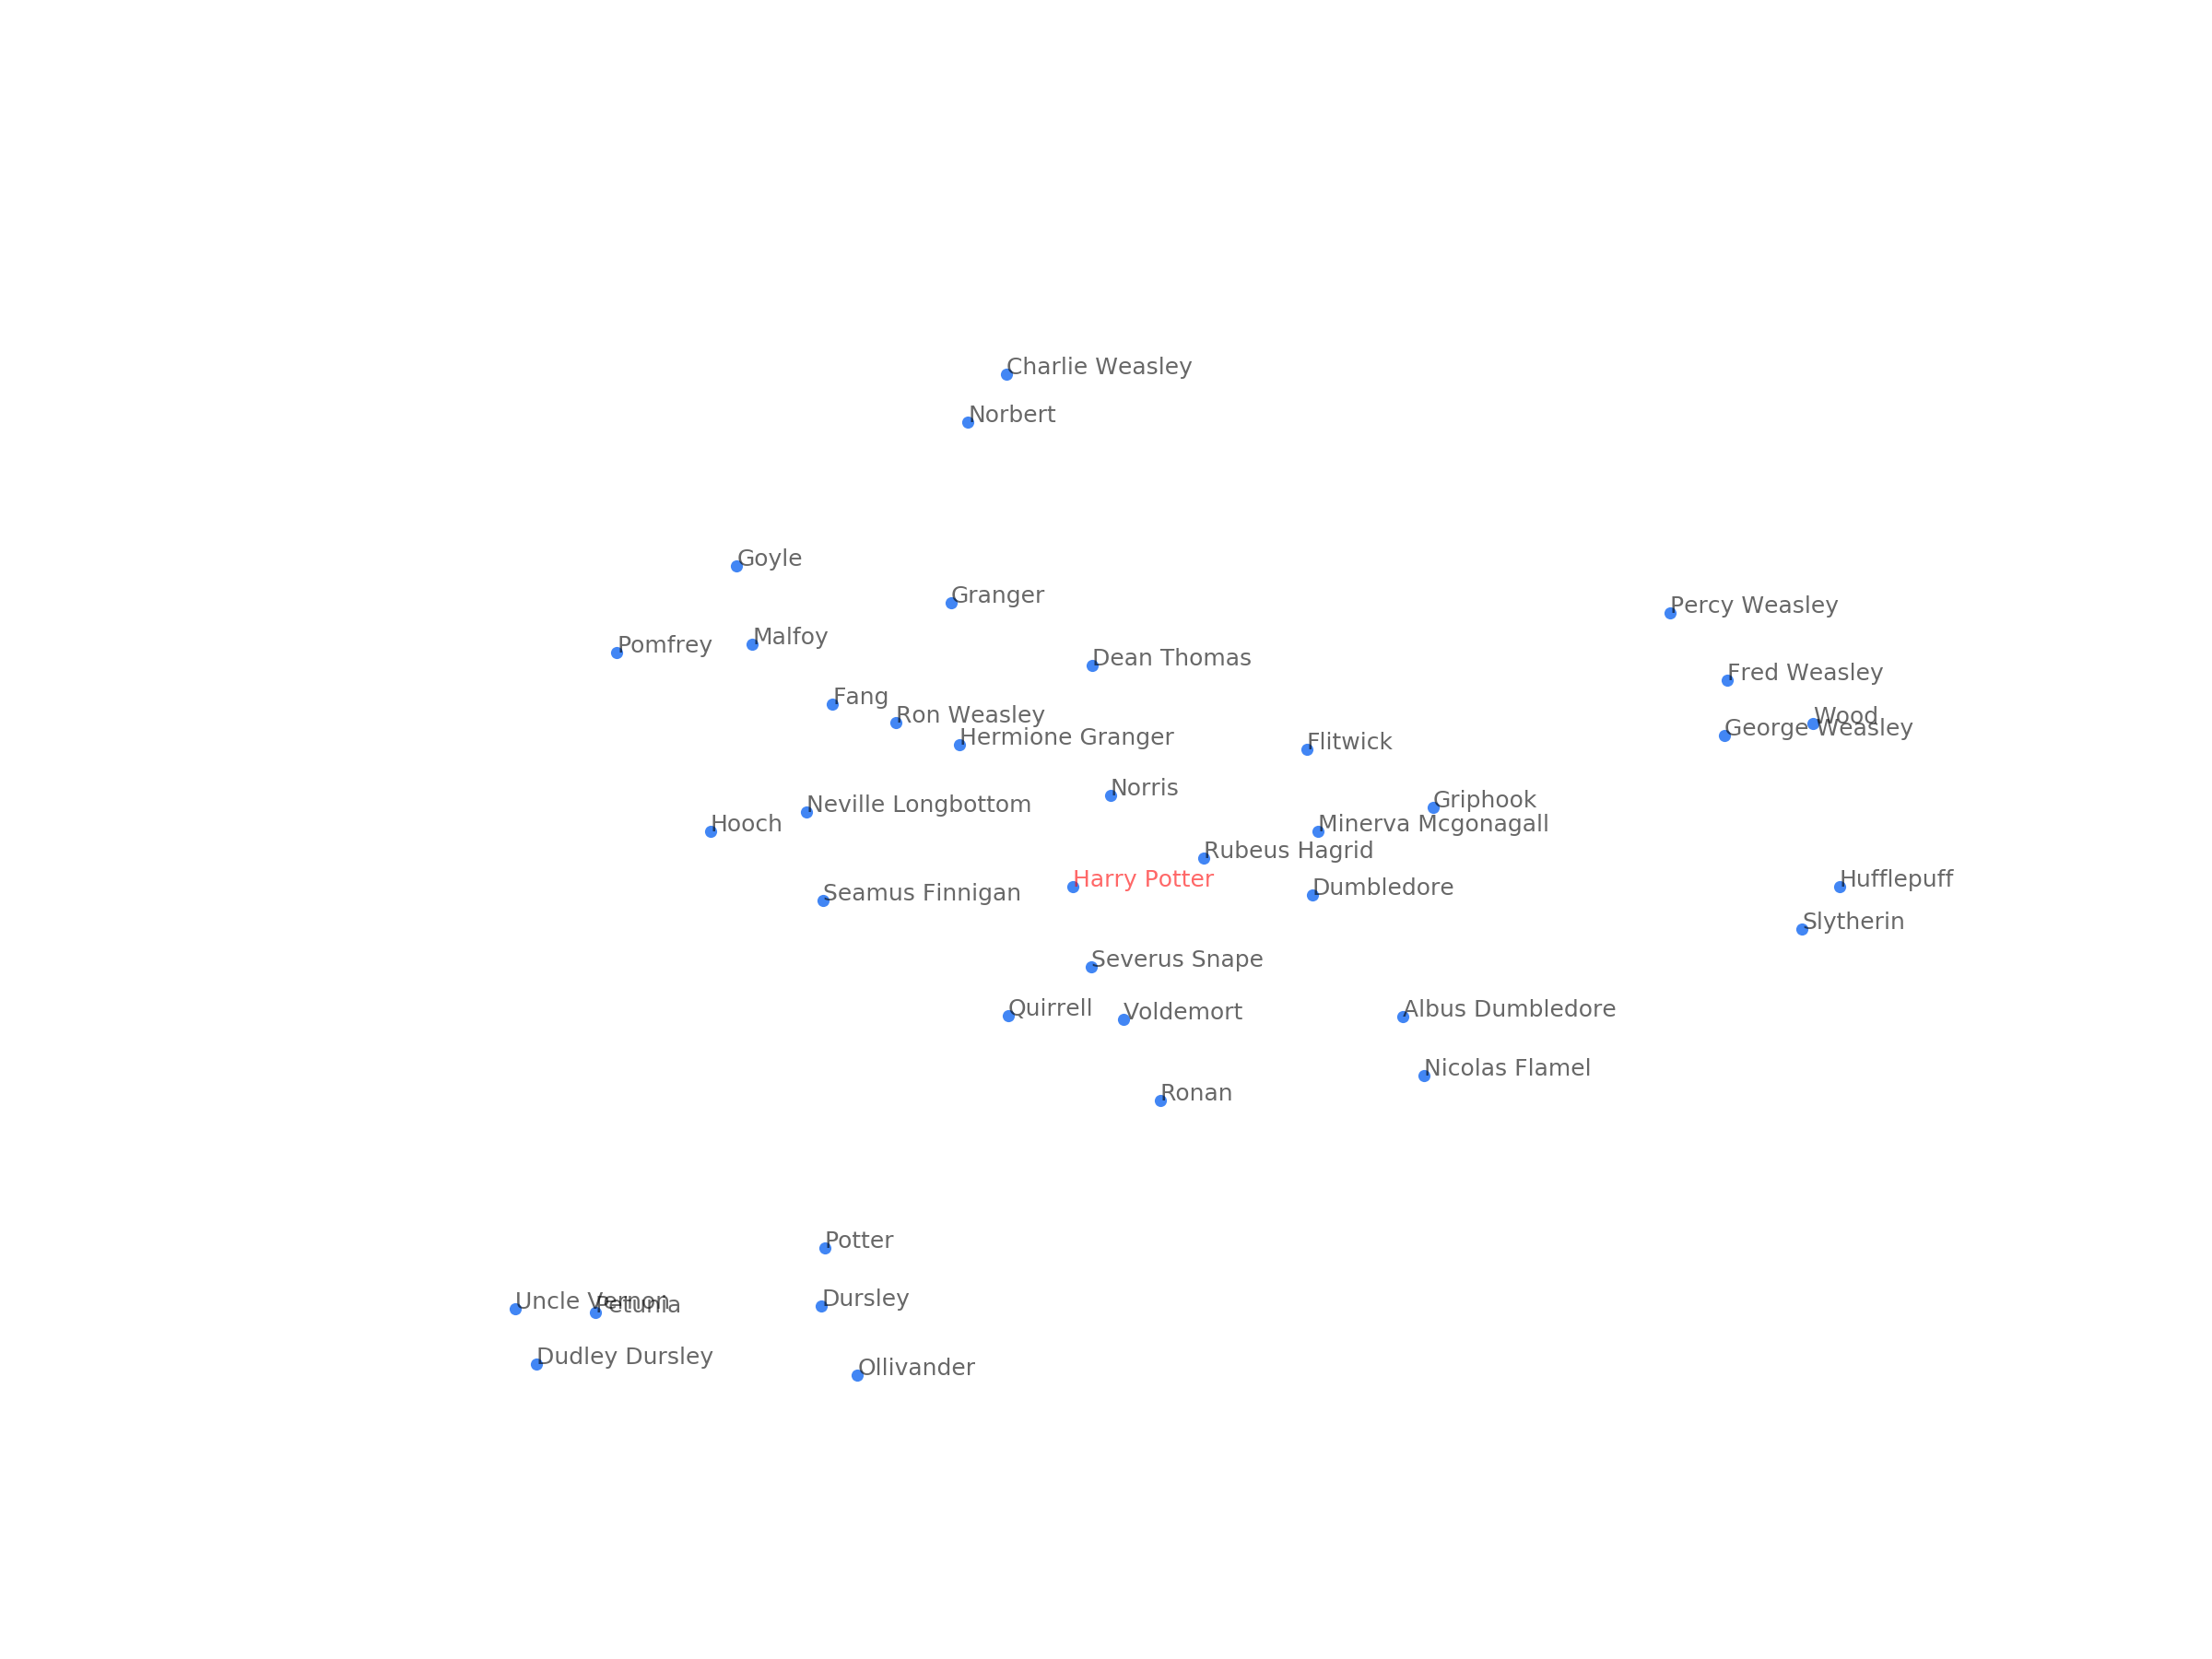 Charlie Weasley
Norbert
Goyle
Granger
Percy Weasley
Malfoy
Pomfrey
Dean Thomas
Fred Weasley
Fang
Ron Weasley
Wood
George Weasley
Hermione Granger
Flitwick
Norris
Griphook
Neville Longbottom
Hooch
Minerva Mcgonagall
Rubeus Hagrid
Harry Potter
Hufflepuff
Dumbledore
Seamus Finnigan
Slytherin
Severus Snape
Quirrell
Albus Dumbledore
Voldemort
Nicolas Flamel
Ronan
Potter
Dursley
Uncle Vernon
Petunia
Dudley Dursley
Ollivander